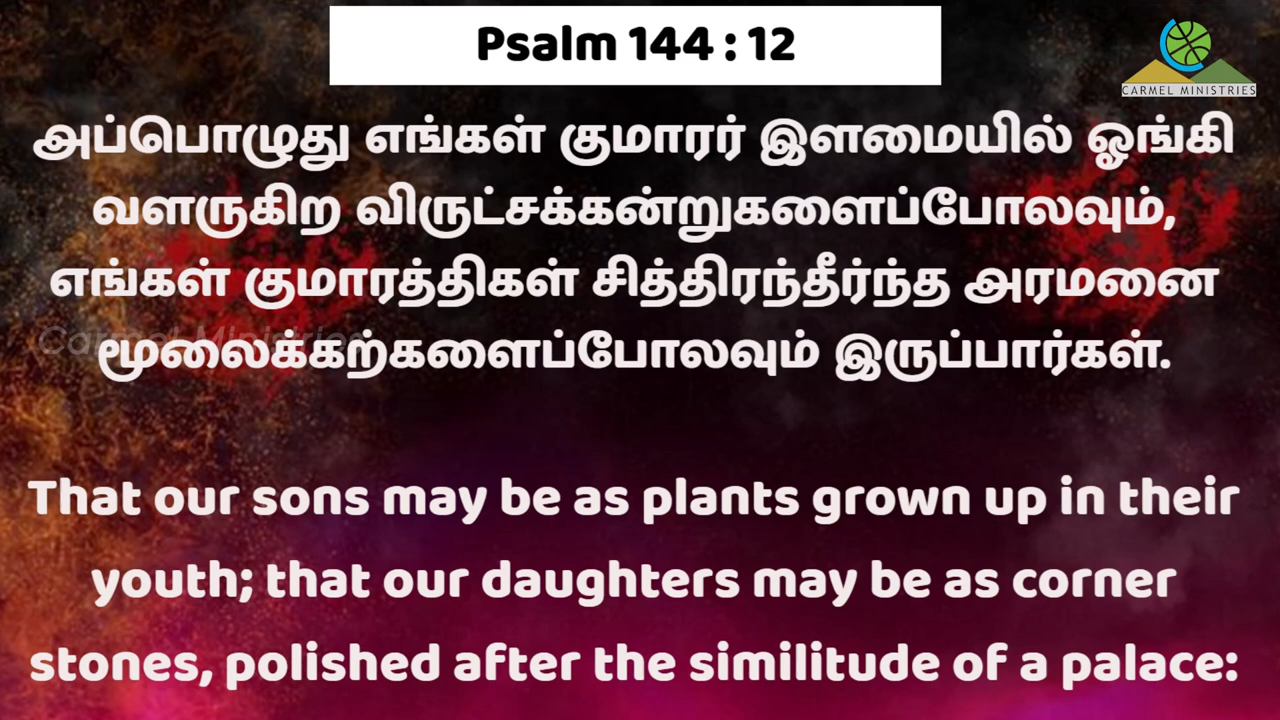 Psalm 144 : 12
CARMEL MINISTRIES
அப்பொழுது எங்கள் குமாரர் இளமையில் ஓங்கி
வளருகிற விருட்சக்கன்றுகளைப்போலவும்,
எங்கள் குமாரத்திகள் சித்திரந்தீர்ந்த அரமனை
Carmel Ministries
மூலைக்கற்களைப்போலவும் இருப்பார்கள்.
That our sons may be as plants grown up in their
youth; that our daughters may be as corner
stones, polished after the similitude of a palace: